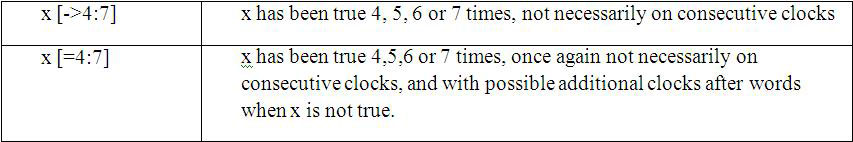 x [->4:7] x has been true 4, 5, 6 or 7 times, not necessarily on consecutive clocks
x [=4:7] x has been true 4,5,6 or 7 times, once again not necessarily on
consecutive clocks, and with possible additional clocks after words
when x is not true.